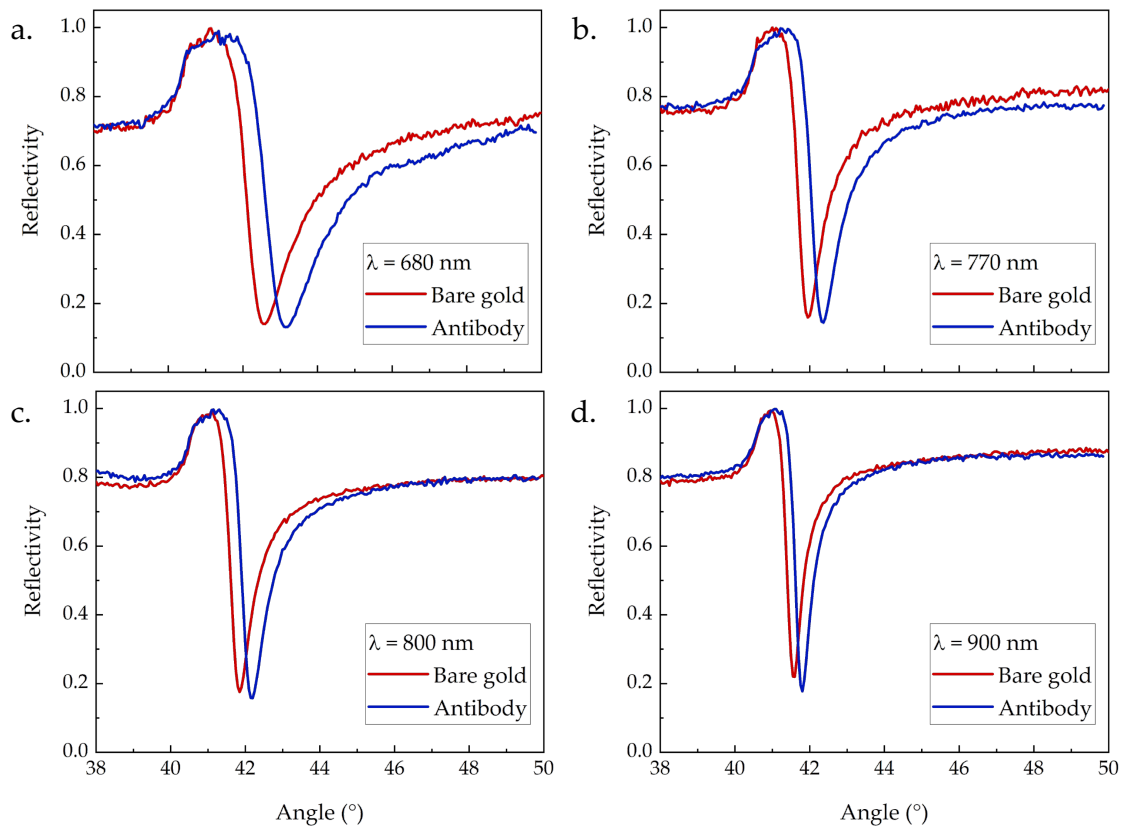 a.
1.0
0.8
0.6
0.4
0.2
0.0
Reflectivity
λ = 680 nm
Bare gold
Antibody
b.
1.0
0.8
0.6
0.4
0.2
0.0
Reflectivity
λ = 770 nm
Bare gold
Antibody
c.
1.0
0.8
0.6
0.4
0.2
0.0
Reflectivity
λ = 800 nm
Bare gold
Antibody
38 40 42 44 46 48 50
Angle (°)
d.
1.0
0.8
0.6
0.4
0.2
0.0
Reflectivity
λ = 900 nm
Bare gold
Antibody
38 40 42 44 46 48 50
Angle (°)